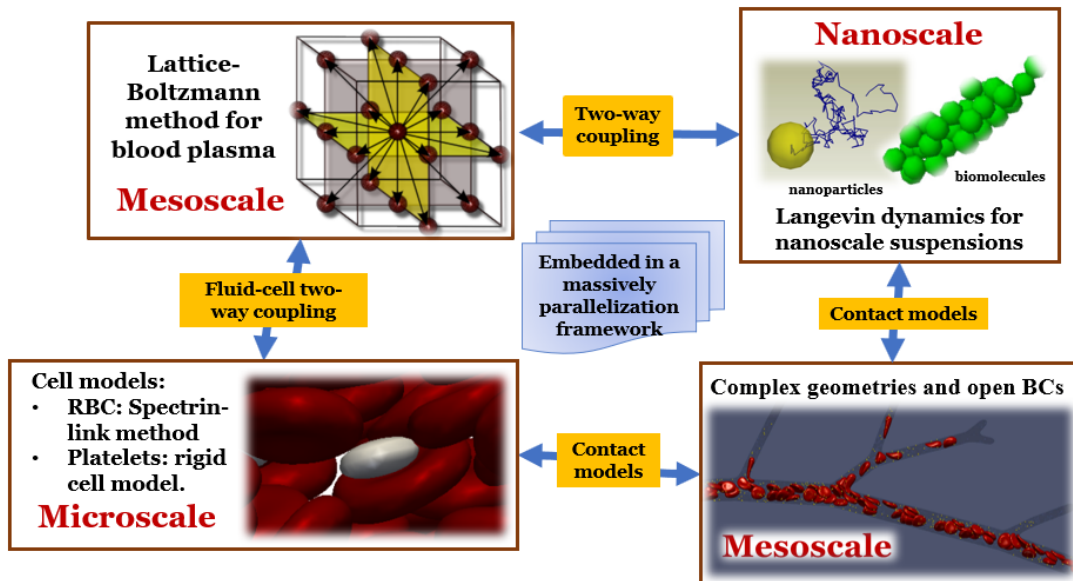 Lattice-
Boltzmann
method for
blood plasma
Mesoscale
Two-way
coupling
Nanoscale
nanoparticles
biomolecules
Langevin dynamics for
nanoscale suspensions
Fluid-cell two-
way coupling
Embedded in a
massively
parallelization
framework
Contact models
Cell models:
• RBC: Spectrin-
link method
• Platelets: rigid
cell model.
Microscale
Contact
models
Complex geometries and open BCs
Mesoscale